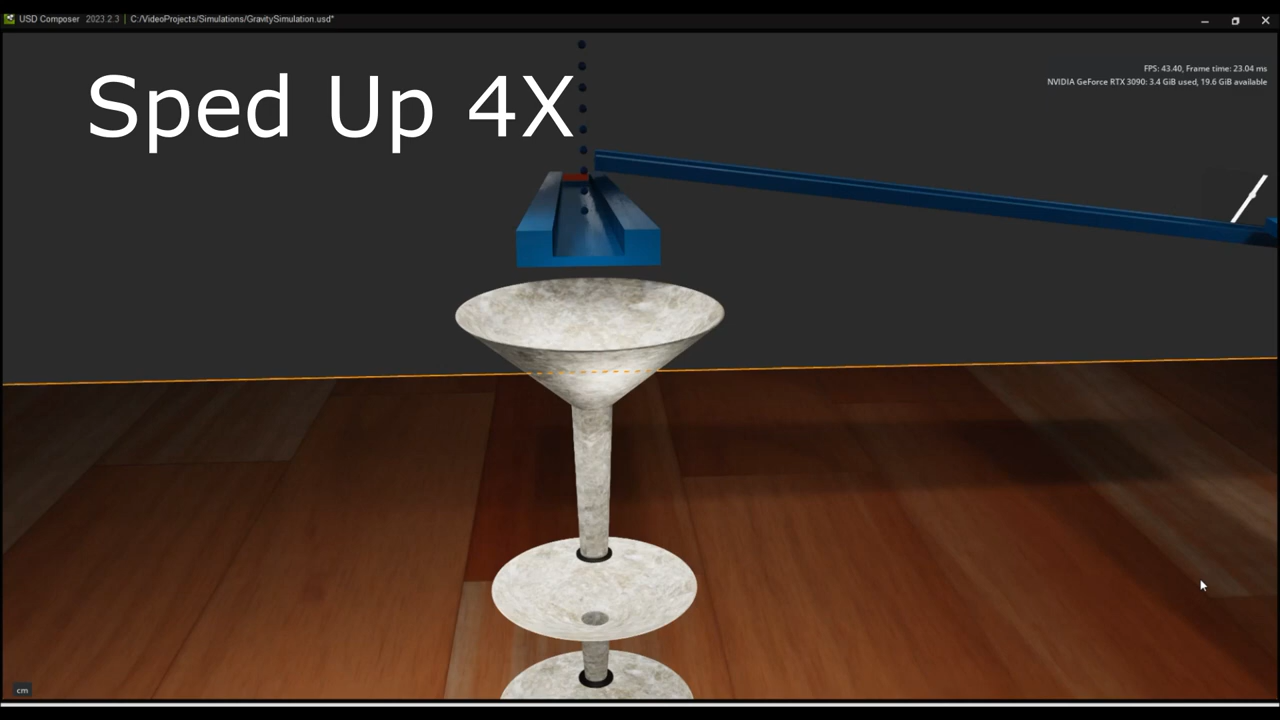 USD Composer 2023.2.3 | C:/VideoProjects/Simulations/GravitySimulation.usd*
FPS: 43.40, Frame time: 23.04 ms
NVIDIA GeForce RTX 3090: 3.4 GiB used, 19.6 GiB available
Sped Up 4X
cm